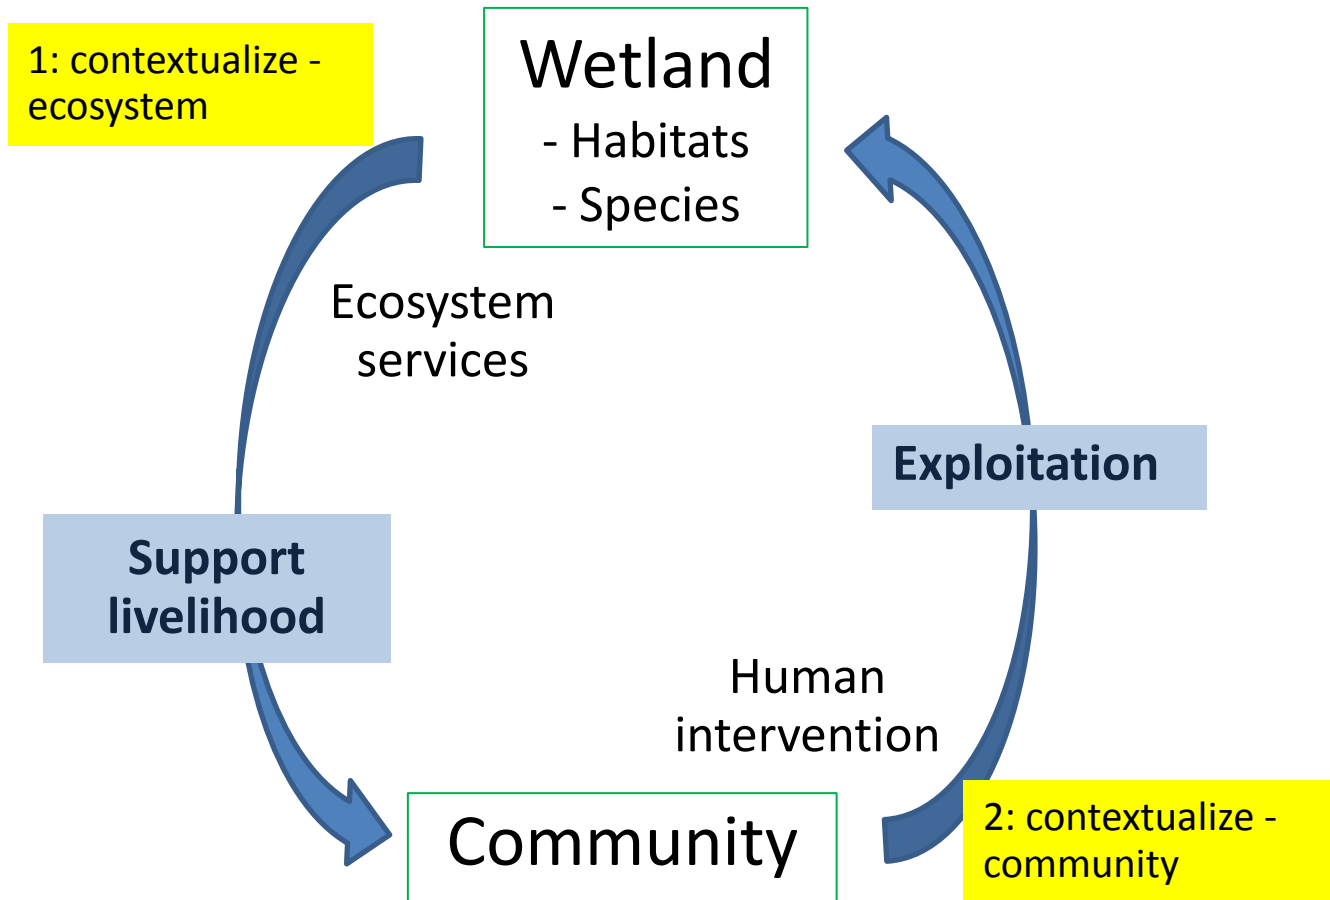 1: contextualize -
ecosystem
Wetland
- Habitats
- Species
Ecosystem
services
Exploitation
Support
livelihood
Human
intervention
Community
2: contextualize -
community